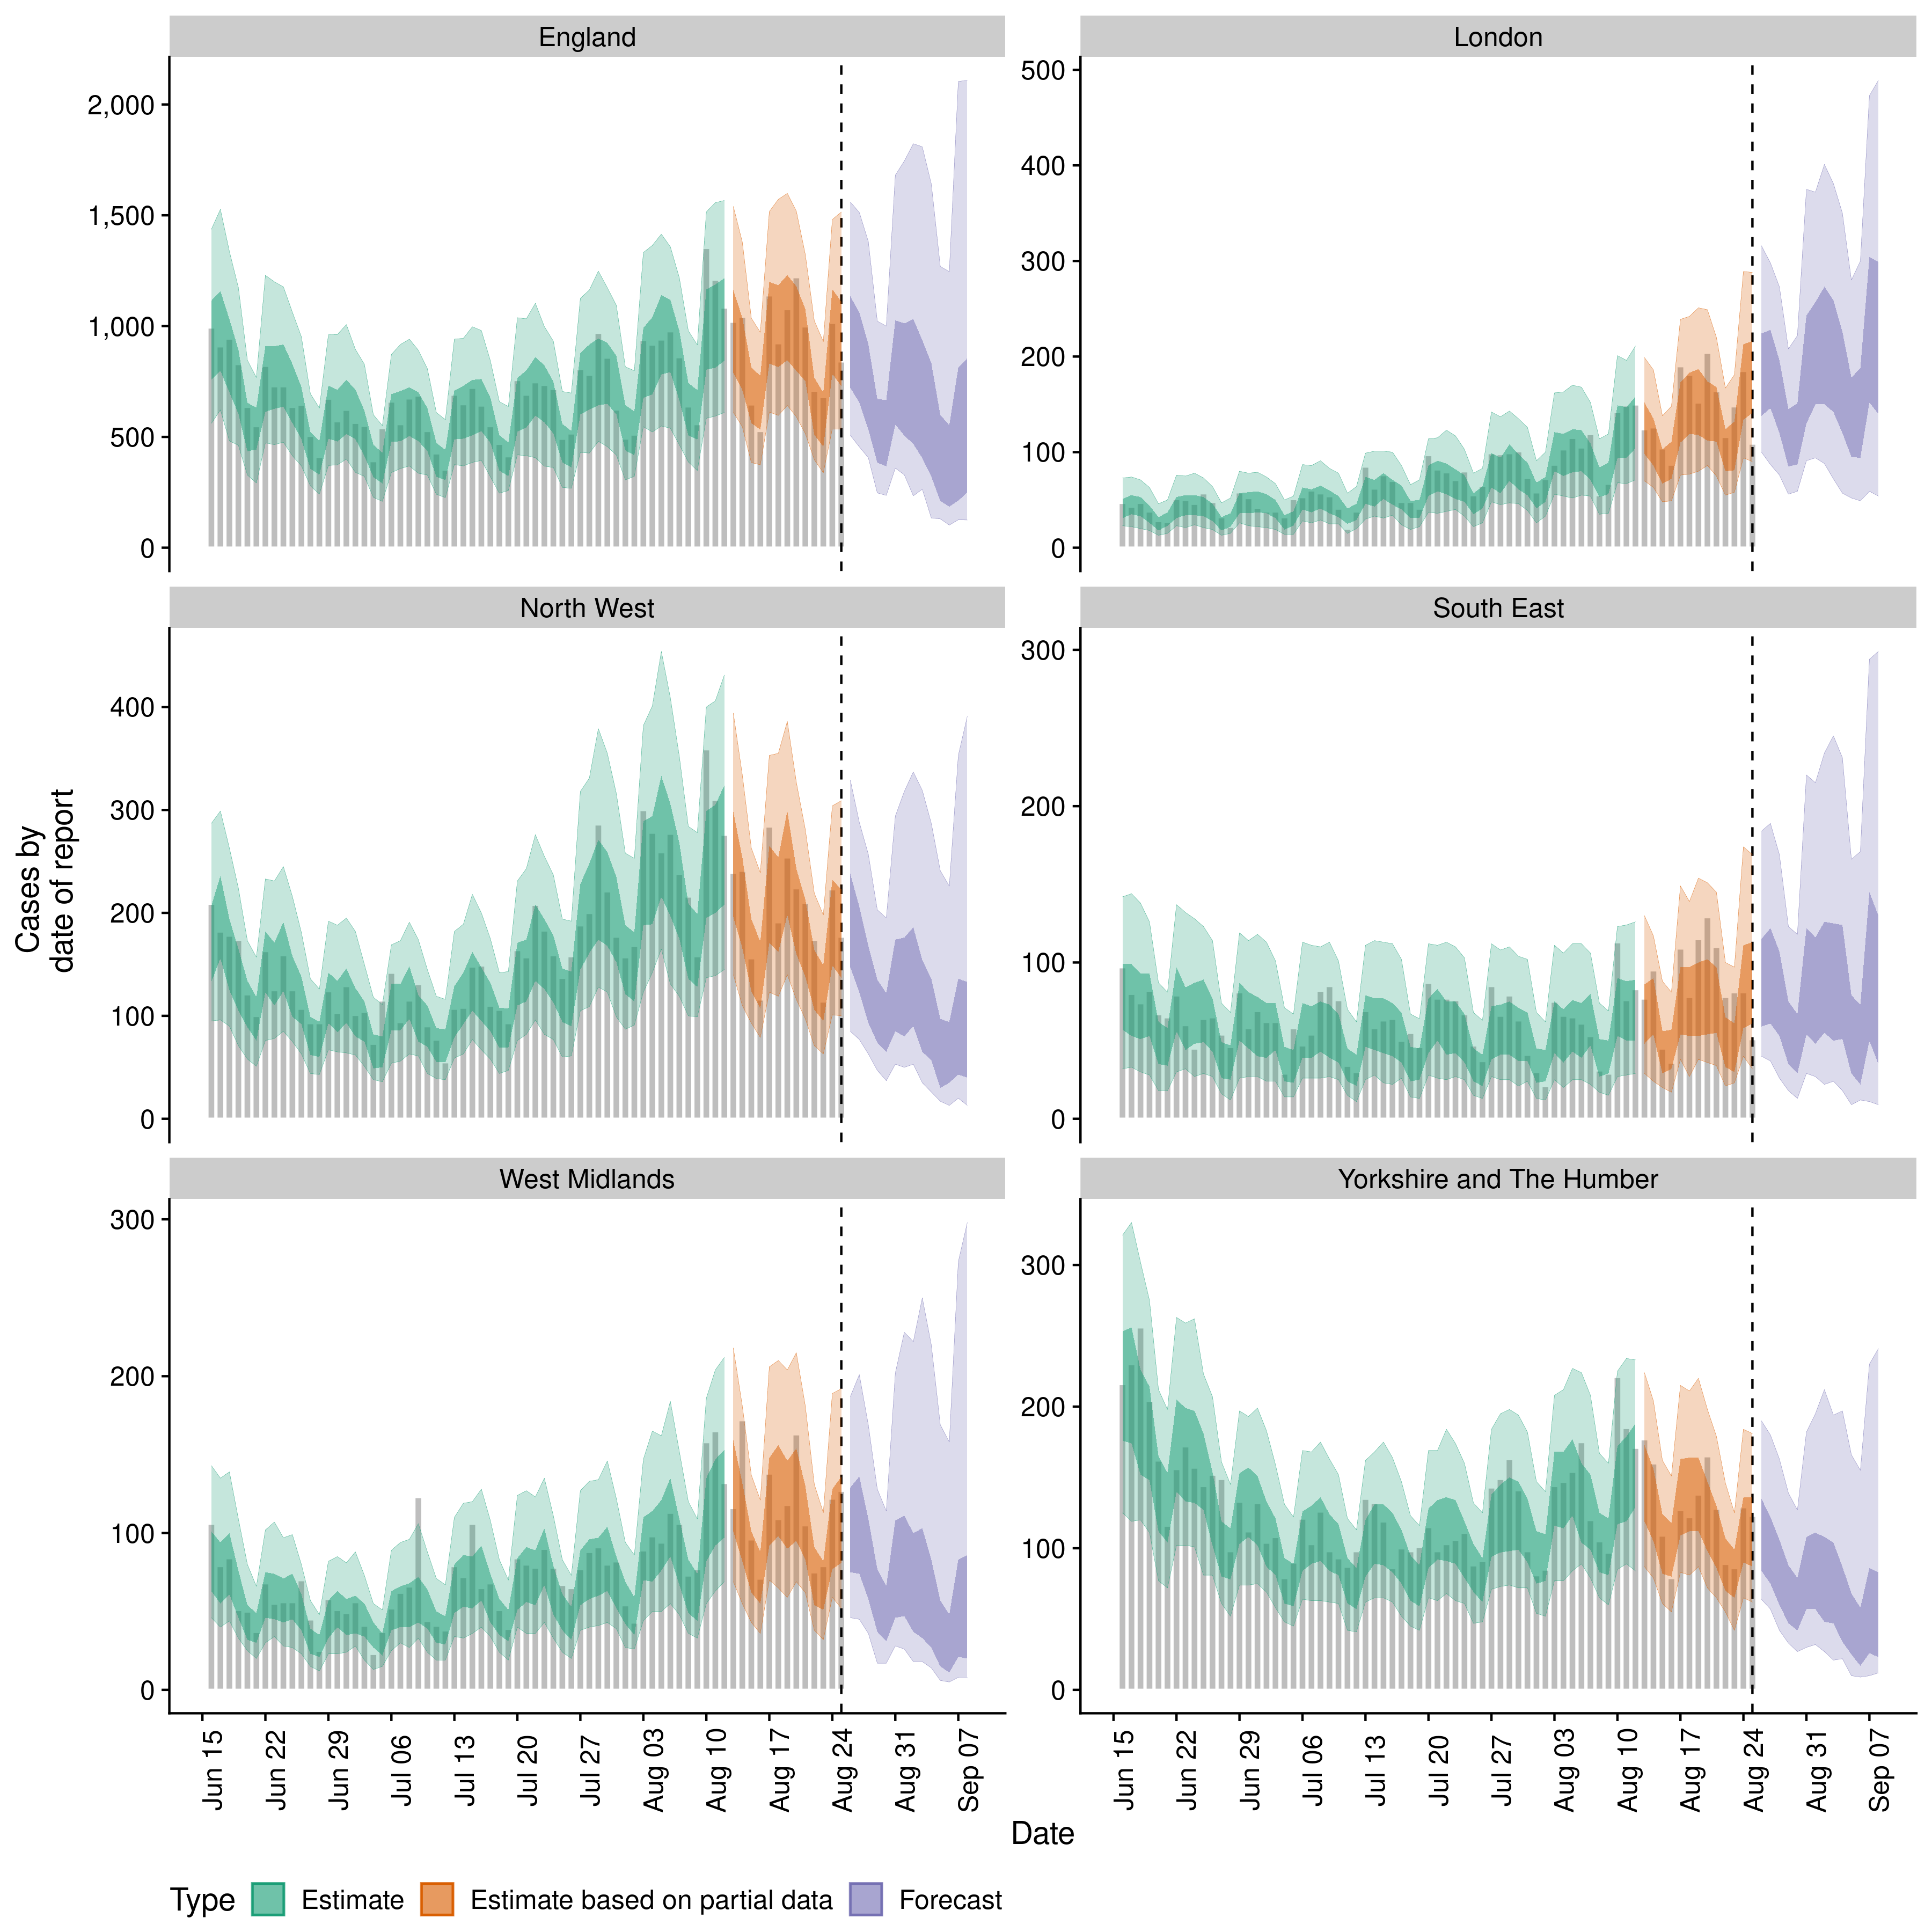 England
London
2,000
1,500
1,000
500
0
500
400
300
200
100
0
North West
South East
400
300
200
100
0
300
200
100
0
West Midlands
Yorkshire and The Humber
300
200
100
0
300
200
100
0
Cases by
date of report
Jun 15 Jun 22 Jun 29 Jul 06 Jul 13 Jul 20 Jul 27 Aug 03 Aug 10 Aug 17 Aug 24 Aug 31 Sep 07
Jun 15 Jun 22 Jun 29 Jul 06 Jul 13 Jul 20 Jul 27 Aug 03 Aug 10 Aug 17 Aug 24 Aug 31 Sep 07
Date
Type Estimate Estimate based on partial data Forecast